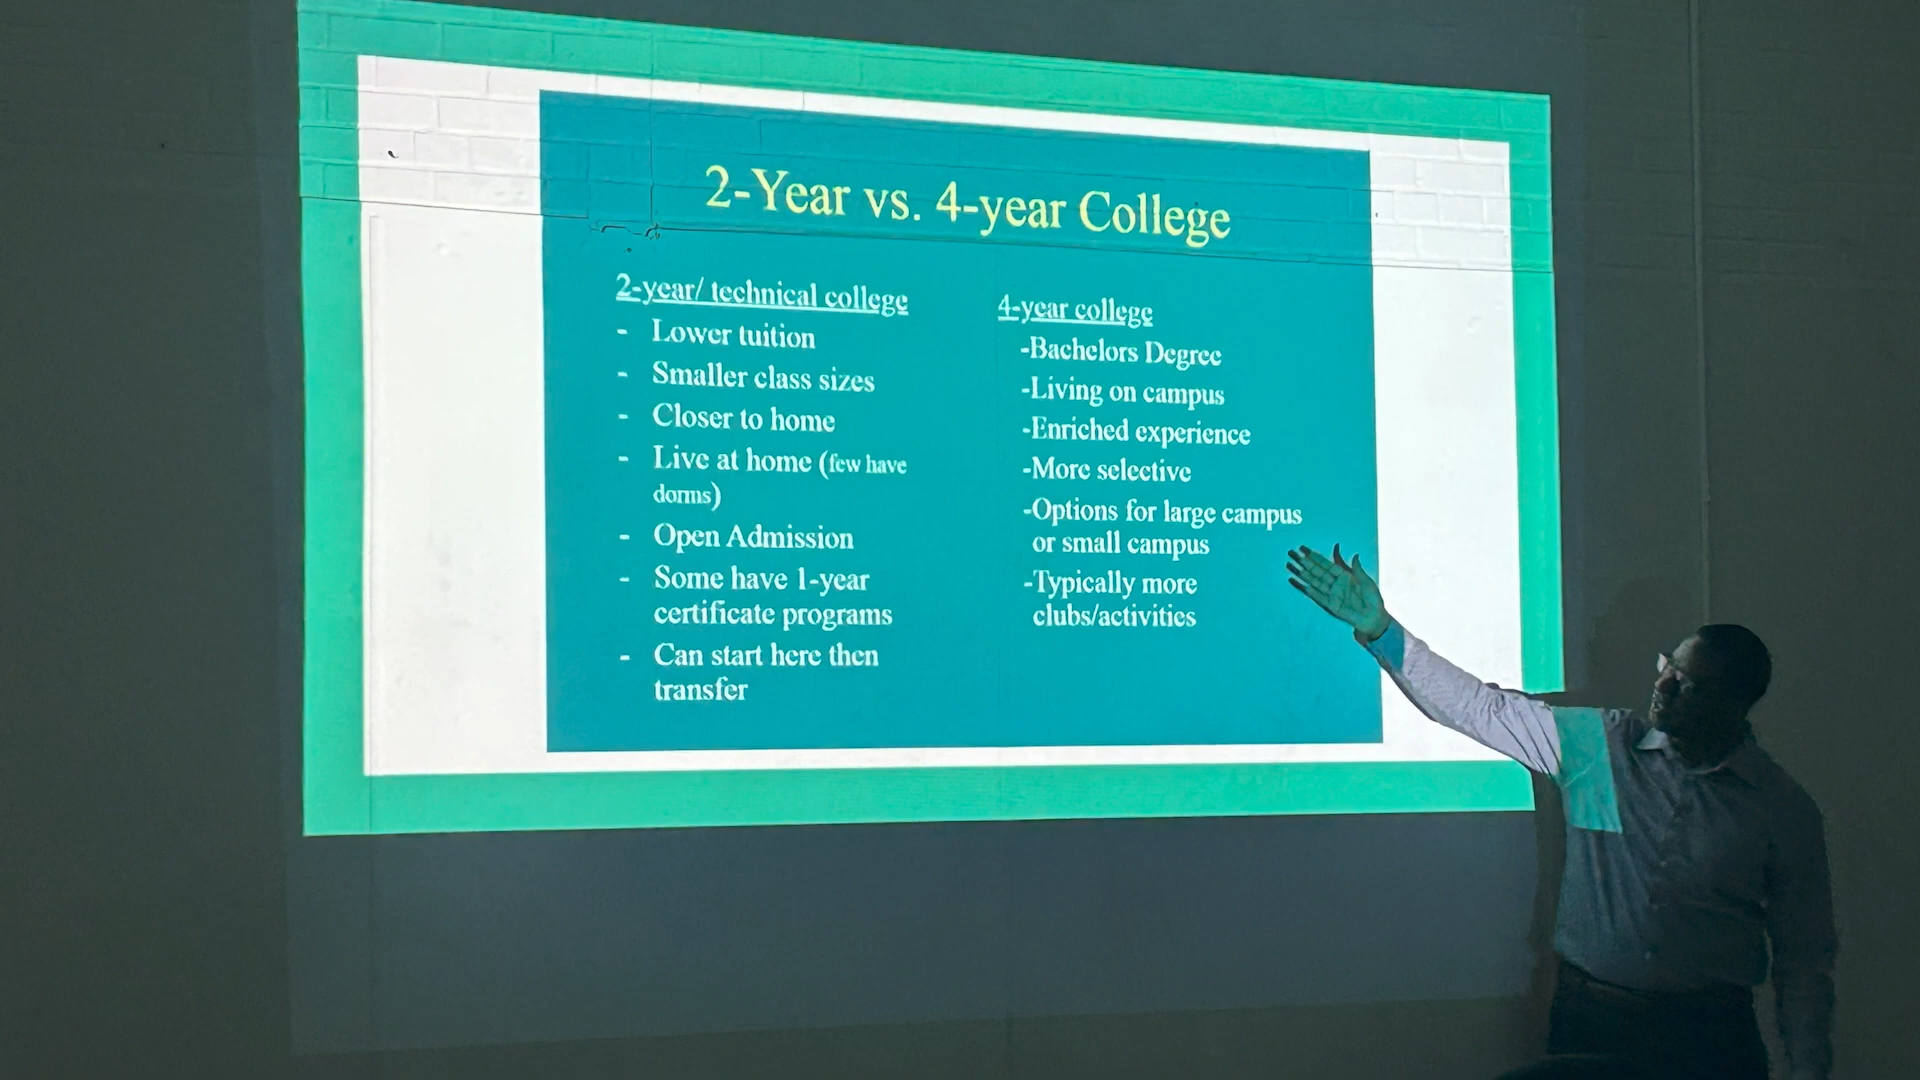 2-Year vs. 4-year College
2-year/ technical college
- Lower tuition
- Smaller class sizes
- Closer to home
- Live at home (few have
dorms)
- Open Admission
- Some have 1-year
certificate programs
- Can start here then
transfer
4-year college
-Bachelors Degree
-Living on campus
-Enriched experience
-More selective
-Options for large campus
or small campus
-Typically more
clubs/activities